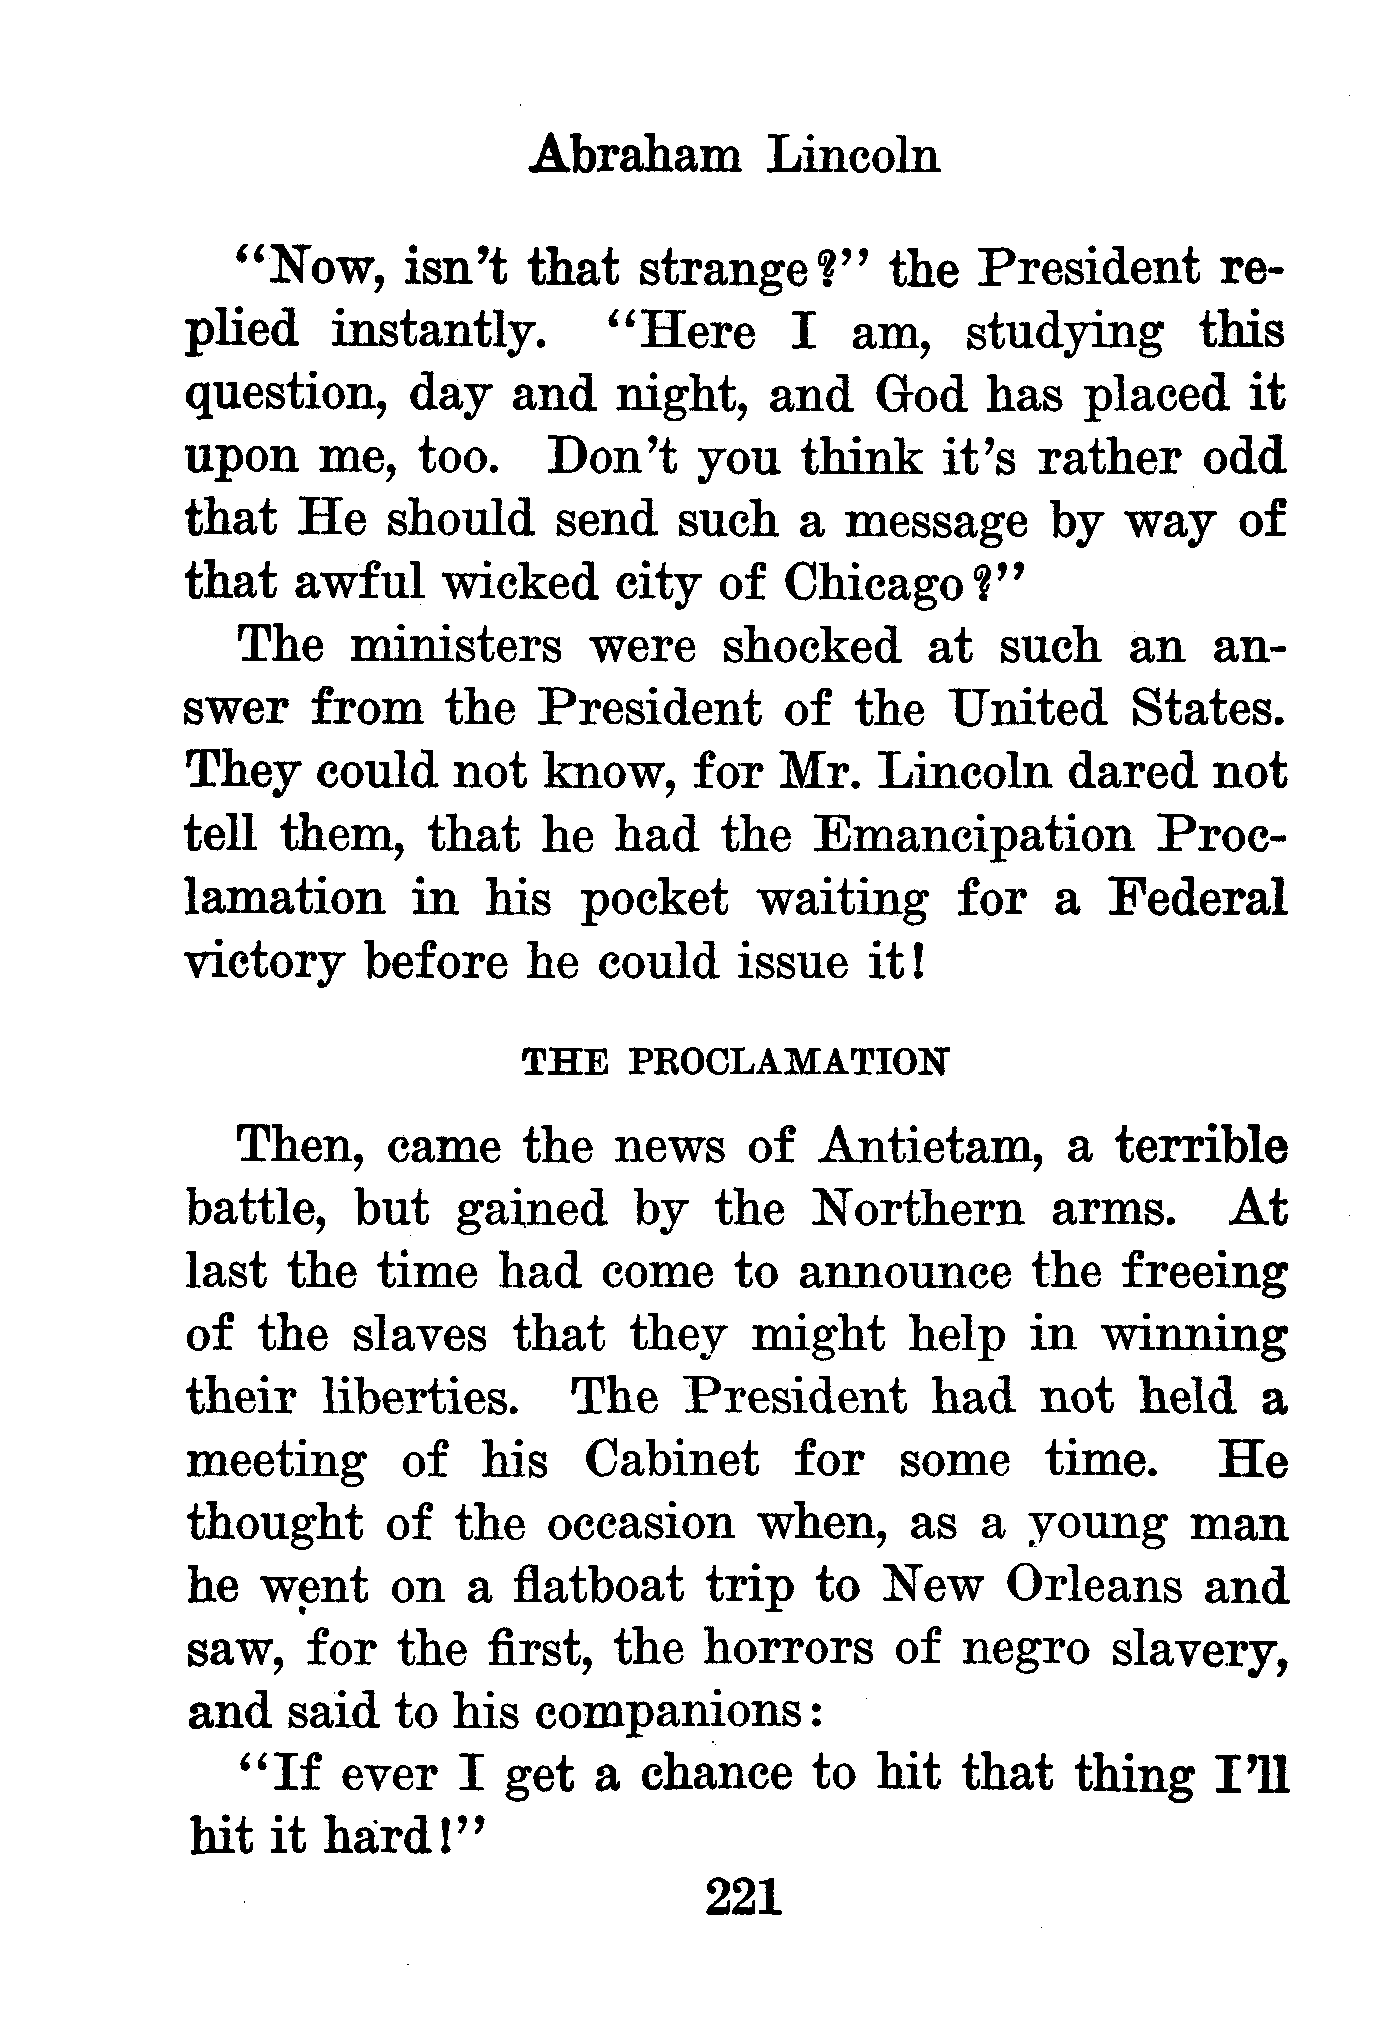 Abraham Lincoln
“Now, isn’t that strange?” the President re-
plied instantly. “Here I am, studying this
question, day and night, and God has placed it
upon me, too. Don’t you think it’s rather odd
that He should send such a message by way of
that awful wicked city of Chicago?”
The ministers were shocked at such an an-
swer from the President of the United States.
They could not know, for Mr. Lincoln dared not
tell them, that he had the Emancipation Proc-
lamation in his pocket waiting for a Federal
victory before he could issue it!
THE PROCLAMATION
Then, came the news of Antietam, a terrible
battle, but gained by the Northern arms. At
last the time had come to announce the freeing
of the slaves that they might help in winning
their liberties. The President had not held a
meeting of his Cabinet for some time. He
thought of the occasion when, as a young man
he went on a flatboat trip to New Orleans and
saw, for the first, the horrors of negro slavery,
and said to his companions:
“If ever I get a chance to hit that thing I’ll
hit it hard!”
221